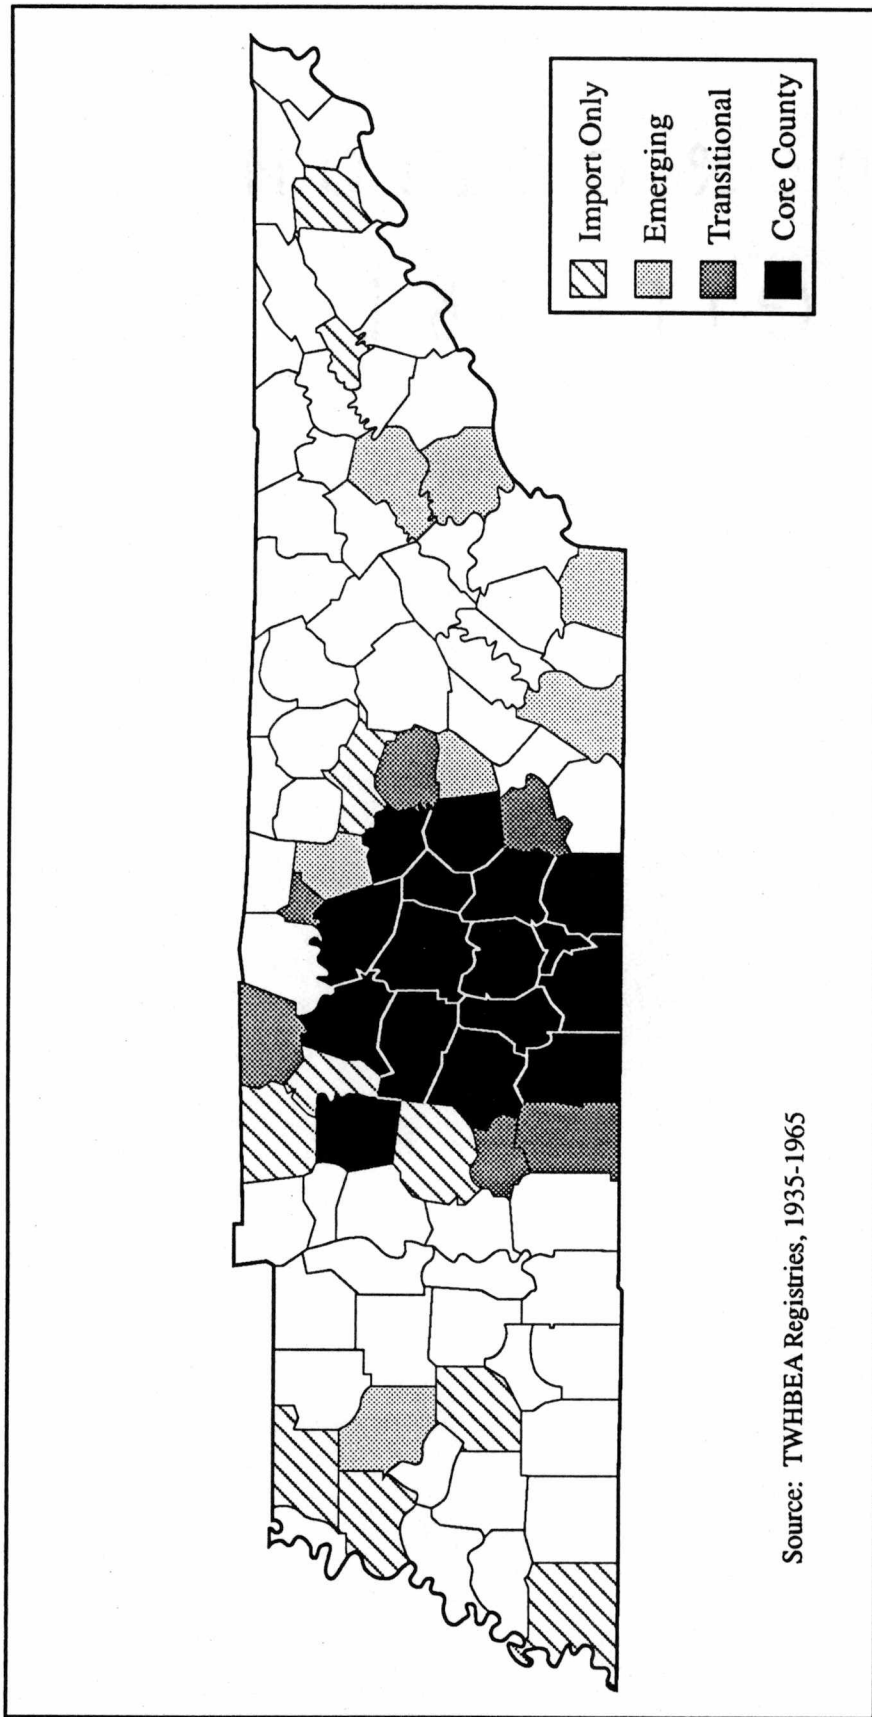 Import Only
Emerging
Transitional
Core County
Source: TWHBEA Registries, 1935-1965